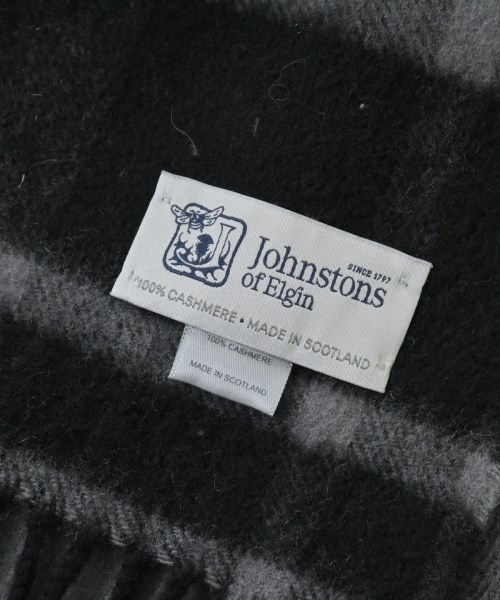 SINCE 1797
Johnstons
of Elgin
100% CASHMERE • MADE IN SCOTLAND
100% CASHMERE
MADE IN SCOTLAND